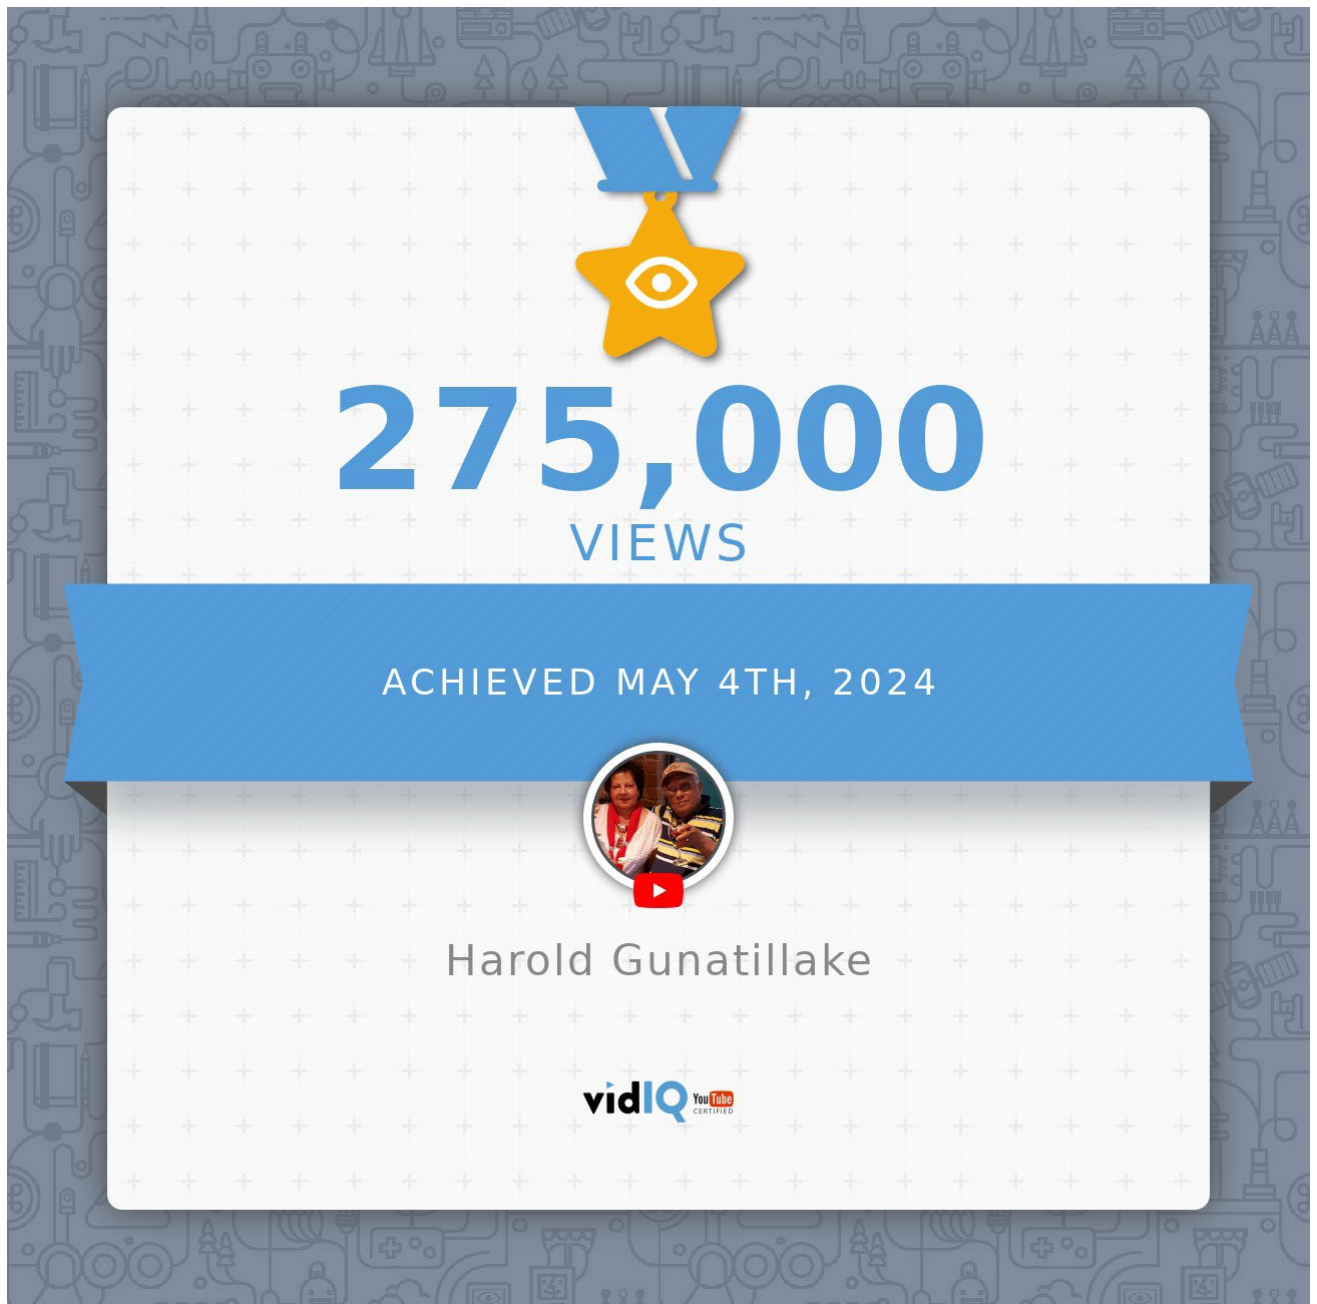 275,000
VIEWS
ACHIEVED MAY 4TH, 2024
Harold Gunatillake
vidIQ YouTube
CERTIFIED